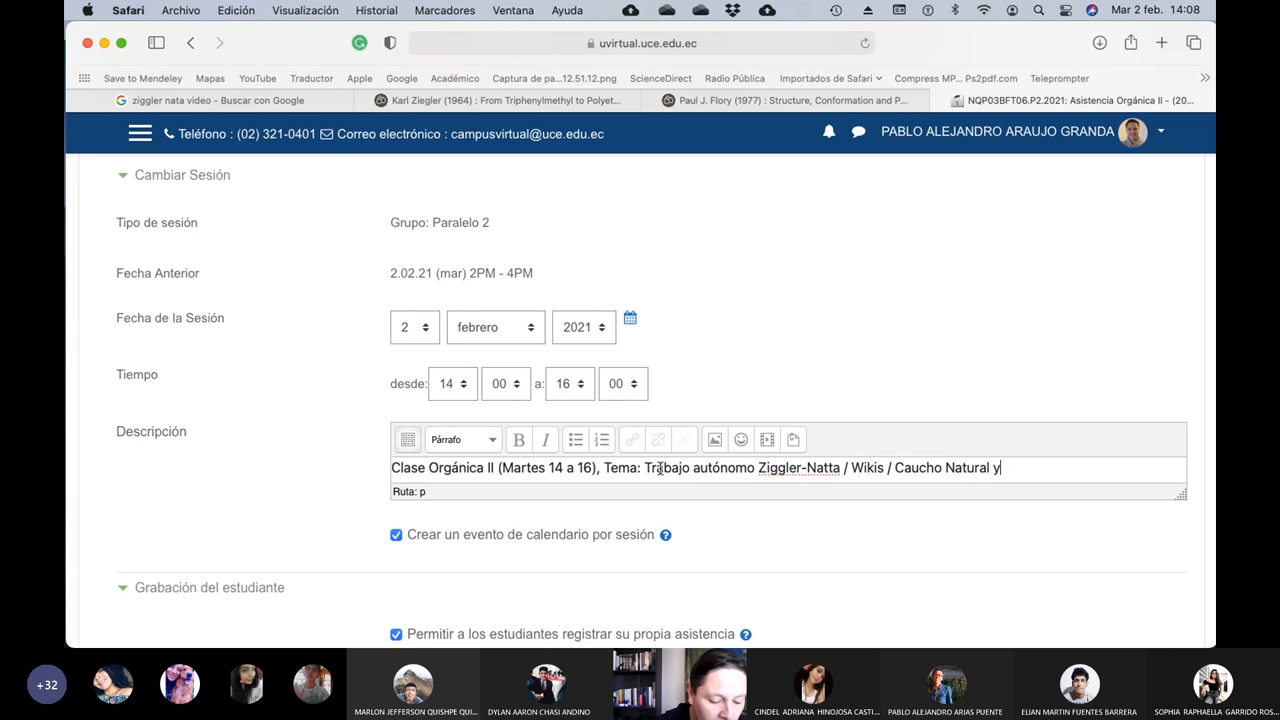 Safari Archivo Edición Visualización Historial Marcadores Ventana Ayuda Mar 2 feb. 14:08
uvirtual.uce.edu.ec
Save to Mendeley Mapas YouTube Traductor Apple Google Académico Captura de pa...12.51.12.png ScienceDirect Radio Pública Importados de Safari Compress MP... Ps2pdf.com Teleprompter
ziggler nata video - Buscar con Google Karl Ziegler (1964) : From Triphenylmethyl to Polyet... Paul J. Flory (1977) : Structure, Conformation and P... NQP03BFT06.P2.2021: Asistencia Orgánica II - (20...
Teléfono : (02) 321-0401 Correo electrónico : campusvirtual@uce.edu.ec PABLO ALEJANDRO ARAUJO GRANDA
Cambiar Sesión
Tipo de sesión Grupo: Paralelo 2
Fecha Anterior 2.02.21 (mar) 2PM - 4PM
Fecha de la Sesión 2 febrero 2021
Tiempo desde: 14 00 a: 16 00
Descripción Párrafo B I
Clase Orgánica II (Martes 14 a 16), Tema: Trabajo autónomo Ziggler-Natta / Wikis / Caucho Natural y
Ruta: p
Crear un evento de calendario por sesión ?
Grabación del estudiante
Permitir a los estudiantes registrar su propia asistencia ?
+32 MARLON JEFFERSON QUISHPE QUI... DYLAN AARON CHASI ANDINO CINDEL ADRIANA HINOJOSA CASTI... PABLO ALEJANDRO ARIAS PUENTE ELIAN MARTIN FUENTES BARRERA SOPHIA RAPHAELLA GARRIDO ROS...